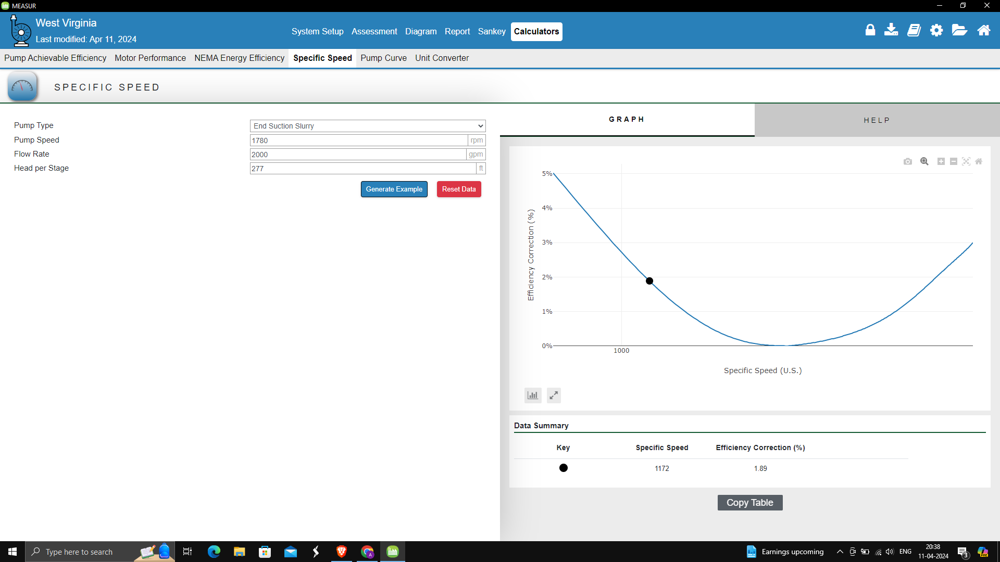 MEASUR
West Virginia
Last modified: Apr 11, 2024
System Setup Assessment Diagram Report Sankey Calculators
Pump Achievable Efficiency Motor Performance NEMA Energy Efficiency Specific Speed Pump Curve Unit Converter
SPECIFIC SPEED
Pump Type End Suction Slurry
Pump Speed 1780 rpm
Flow Rate 2000 gpm
Head per Stage 277 ft
Generate Example Reset Data
GRAPH HELP
5%
4%
3%
2%
1%
0%
Efficiency Correction (%)
1000
Specific Speed (U.S.)
Data Summary
Key Specific Speed Efficiency Correction (%)
1172 1.89
Copy Table
Type here to search
Earnings upcoming
ENG
20:38
11-04-2024
3
A
PRE